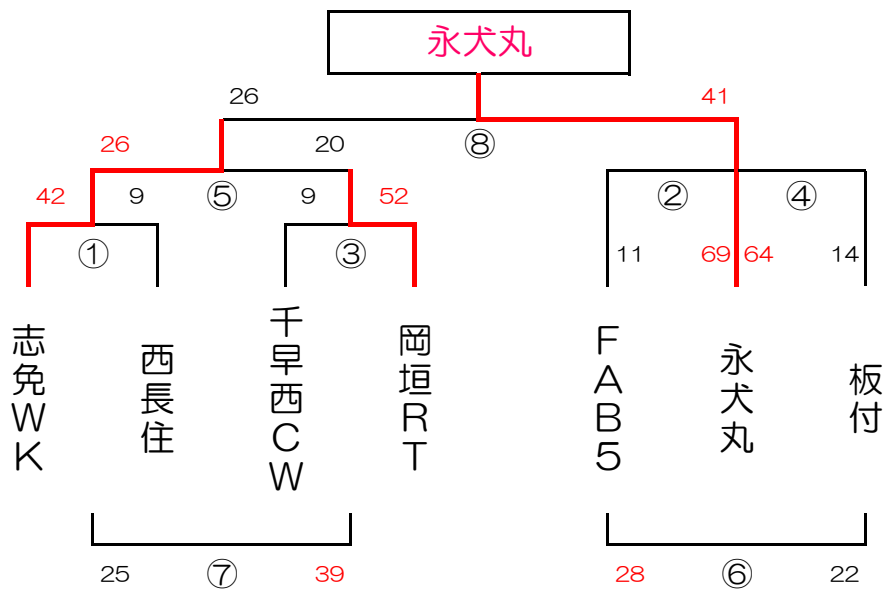 永犬丸
26 41
26 20 ⑧
42 9 ⑤ 9 52 ② ④
① ③ 11 69 64 14
志免WK
西長住
千早西CW
岡垣RT
FAB5
永犬丸
板付
25 ⑦ 39 28 ⑥ 22